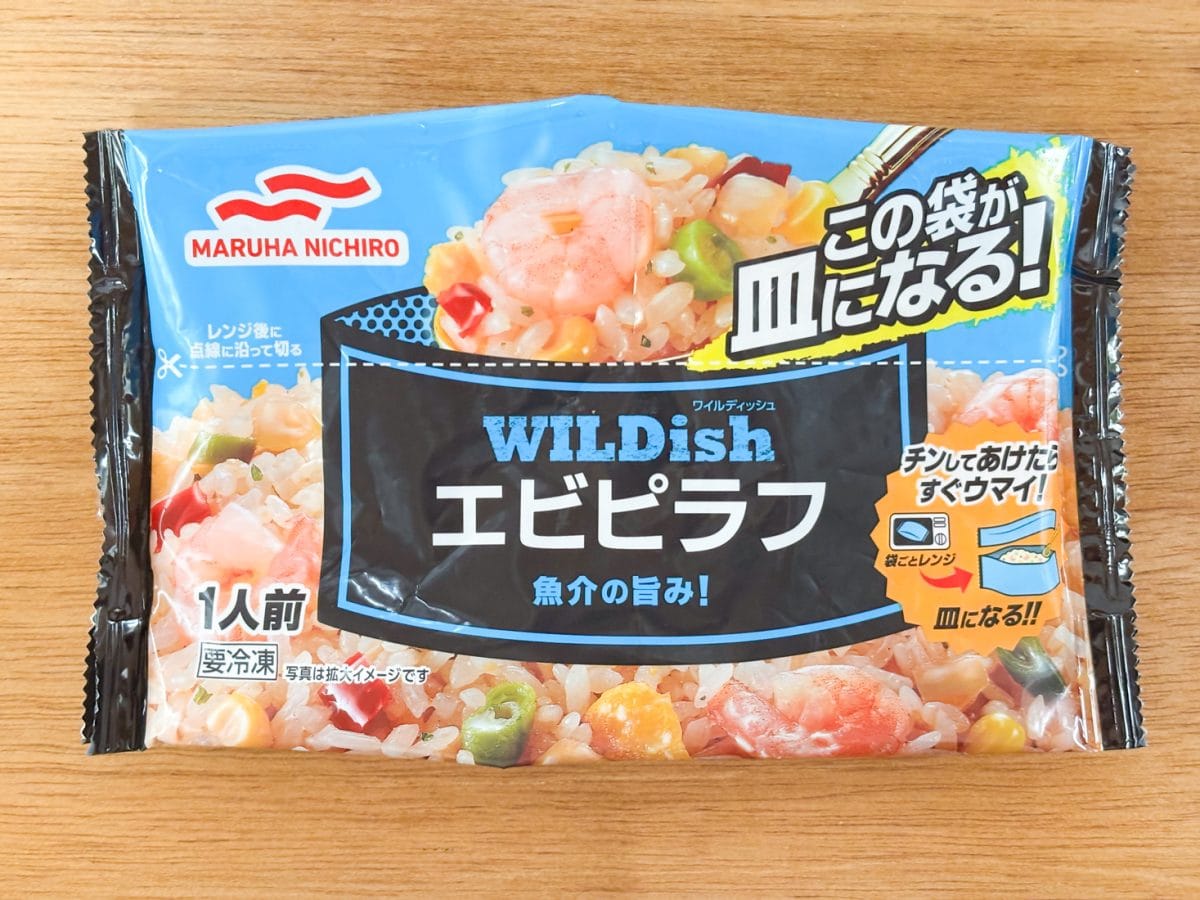 MARUHA NICHIRO
この袋が
皿になる!
レンジ後に
点線に沿って切る
ワイルディッシュ
WILDish
エビピラフ
魚介の旨み!
チンしてあけたら
すぐウマイ!
袋ごとレンジ
皿になる!!
1人前
要冷凍 写真は拡大イメージです